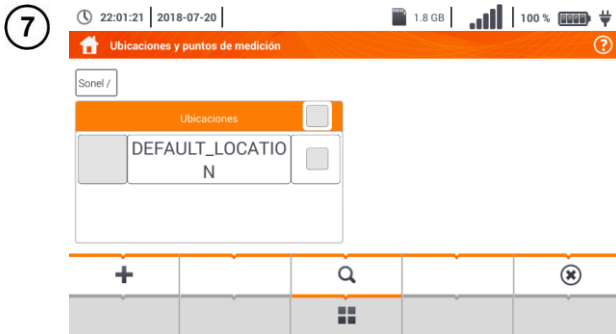 7
22:01:21 2018-07-20 1.8 GB 100 %
Ubicaciones y puntos de medición ?
Sonel /
Ubicaciones
DEFAULT_LOCATIO
N